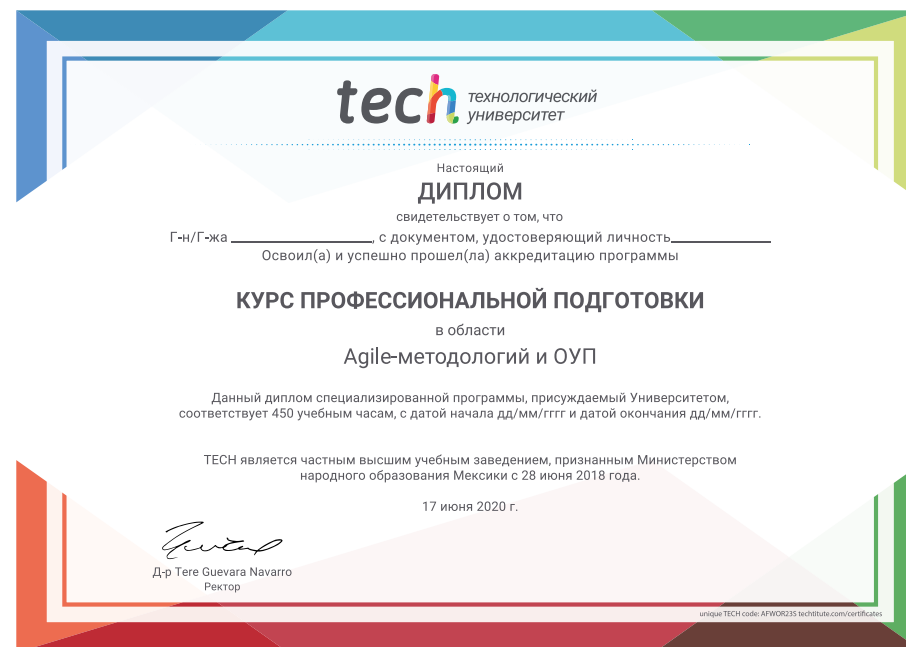 tech технологический
университет
Настоящий
ДИПЛОМ
свидетельствует о том, что
Г-н/Г-жа ____________________, с документом, удостоверяющий личность______________
Освоил(а) и успешно прошел(ла) аккредитацию программы
КУРС ПРОФЕССИОНАЛЬНОЙ ПОДГОТОВКИ
в области
Agile-методологий и ОУП
Данный диплом специализированной программы, присуждаемый Университетом,
соответствует 450 учебным часам, с датой начала дд/мм/гггг и датой окончания дд/мм/гггг.
TECH является частным высшим учебным заведением, признанным Министерством
народного образования Мексики с 28 июня 2018 года.
17 июня 2020 г.
Д-р Tere Guevara Navarro
Ректор
unique TECH code: AFWOR23S techtitute.com/certificates